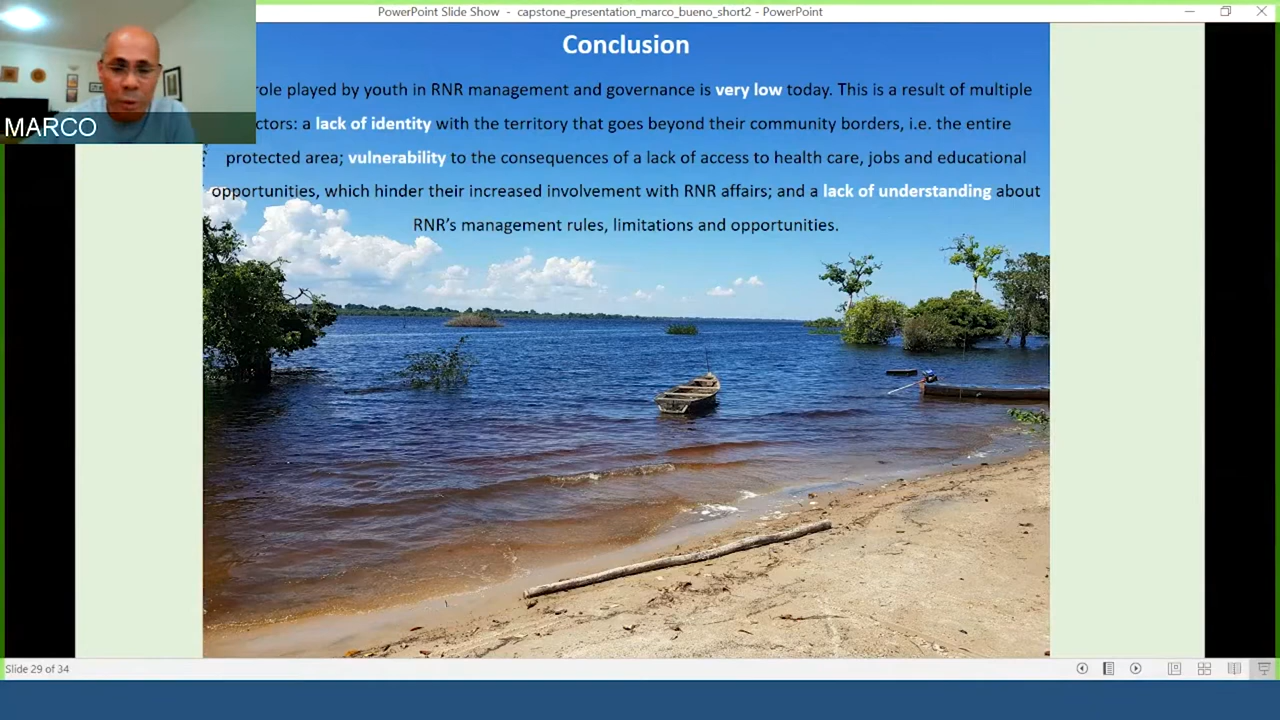 PowerPoint Slide Show - capstone_presentation_marco_bueno_short2 - PowerPoint
Conclusion
role played by youth in RNR management and governance is very low today. This is a result of multiple
ctors: a lack of identity with the territory that goes beyond their community borders, i.e. the entire
protected area; vulnerability to the consequences of a lack of access to health care, jobs and educational
opportunities, which hinder their increased involvement with RNR affairs; and a lack of understanding about
RNR's management rules, limitations and opportunities.
MARCO
Slide 29 of 34